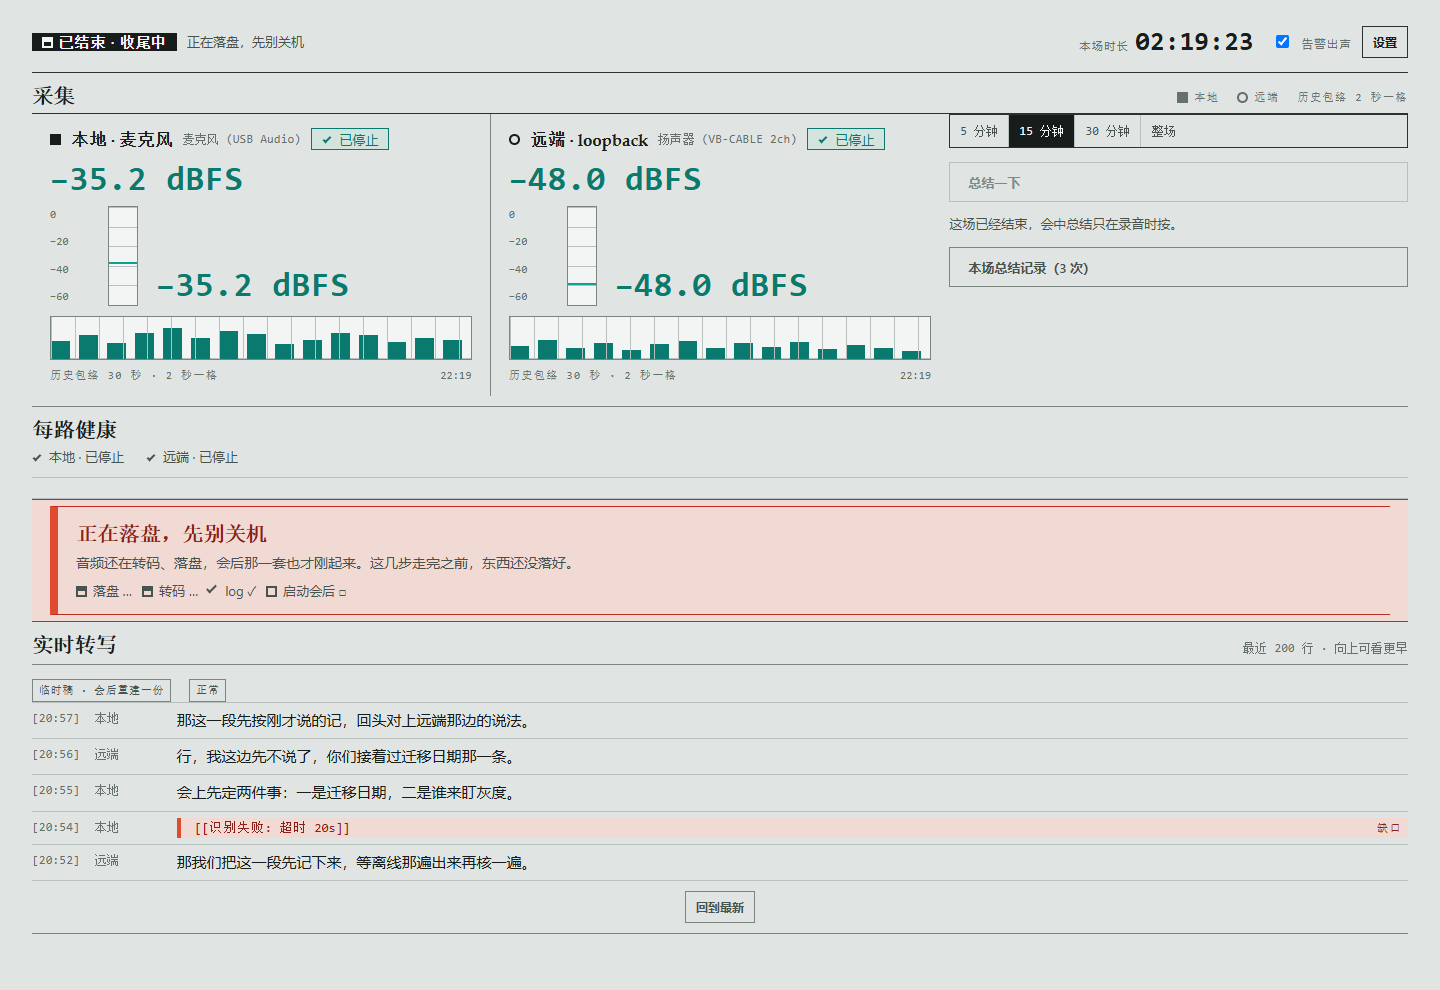 已结束 · 收尾中 正在落盘，先别关机 本场时长 02:19:23 告警出声 设置
采集 本地 远端 历史包络 2 秒一格
本地 · 麦克风 麦克风 (USB Audio) 已停止
−35.2 dBFS
0
−20
−40
−60
−35.2 dBFS
历史包络 30 秒 · 2 秒一格 22:19
远端 · loopback 扬声器 (VB-CABLE 2ch) 已停止
−48.0 dBFS
0
−20
−40
−60
−48.0 dBFS
历史包络 30 秒 · 2 秒一格 22:19
5 分钟 15 分钟 30 分钟 整场
总结一下
这场已经结束，会中总结只在录音时按。
本场总结记录（3 次）
每路健康
本地 · 已停止 远端 · 已停止
正在落盘，先别关机
音频还在转码、落盘，会后那一套也才刚起来。这几步走完之前，东西还没落好。
落盘 … 转码 … log ✓ 启动会后 □
实时转写 最近 200 行 · 向上可看更早
临时稿 · 会后重建一份 正常
[20:57] 本地 那这一段先按刚才说的记，回头对上远端那边的说法。
[20:56] 远端 行，我这边先不说了，你们接着过迁移日期那一条。
[20:55] 本地 会上先定两件事：一是迁移日期，二是谁来盯灰度。
[20:54] 本地 [[识别失败: 超时 20s]] 缺口
[20:52] 远端 那我们把这一段先记下来，等离线那遍出来再核一遍。
回到最新